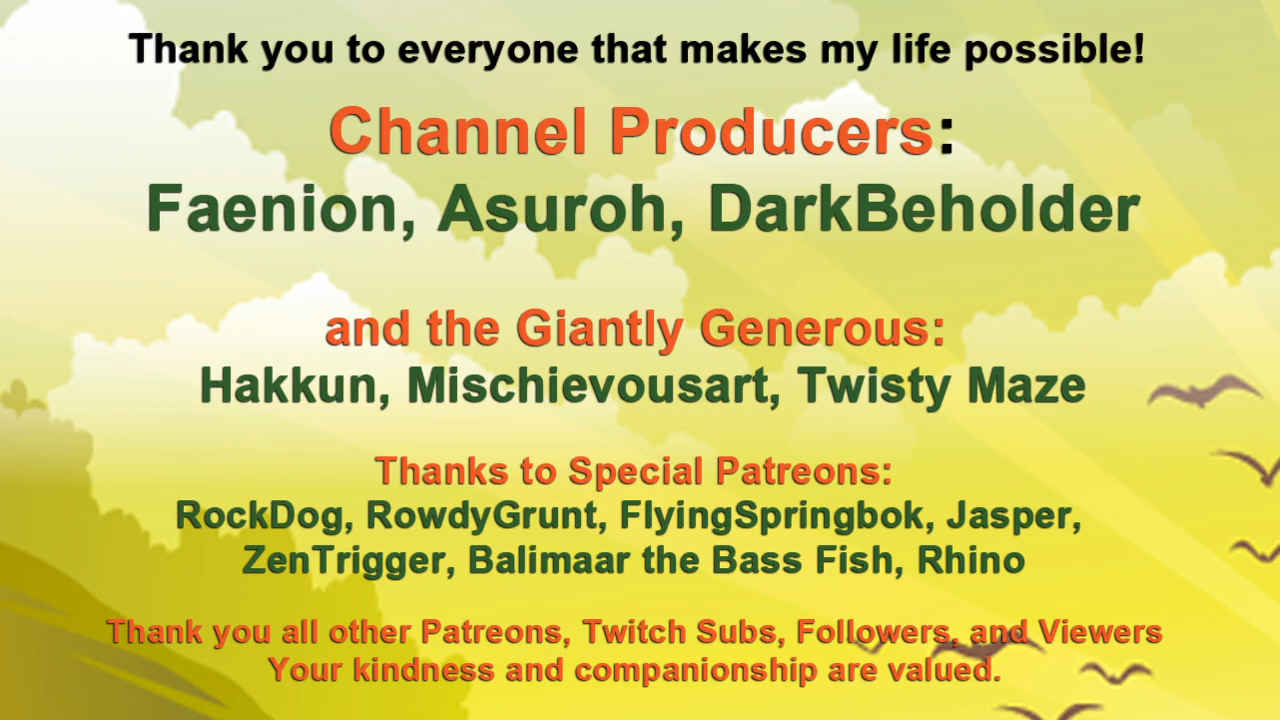 Thank you to everyone that makes my life possible!
Channel Producers:
Faenion, Asuroh, DarkBeholder
and the Giantly Generous:
Hakkun, Mischievousart, Twisty Maze
Thanks to Special Patreons:
RockDog, RowdyGrunt, FlyingSpringbok, Jasper,
ZenTrigger, Balimaar the Bass Fish, Rhino
Thank you all other Patreons, Twitch Subs, Followers, and Viewers
Your kindness and companionship are valued.